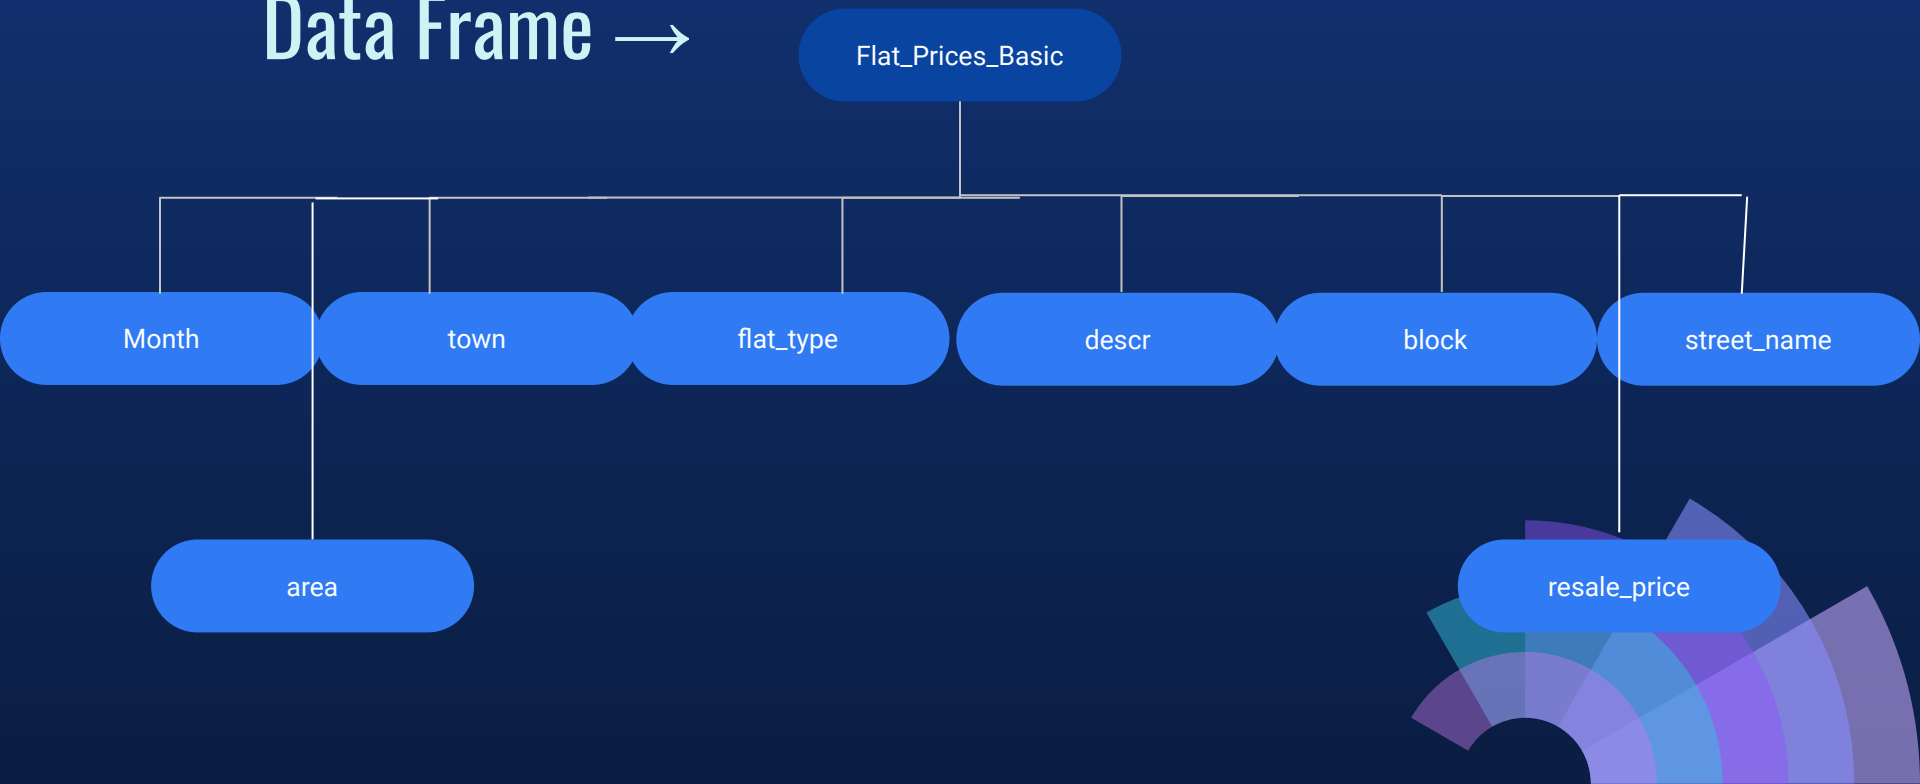 Data Frame →
Flat_Prices_Basic
Month
town
flat_type
descr
block
street_name
area
resale_price